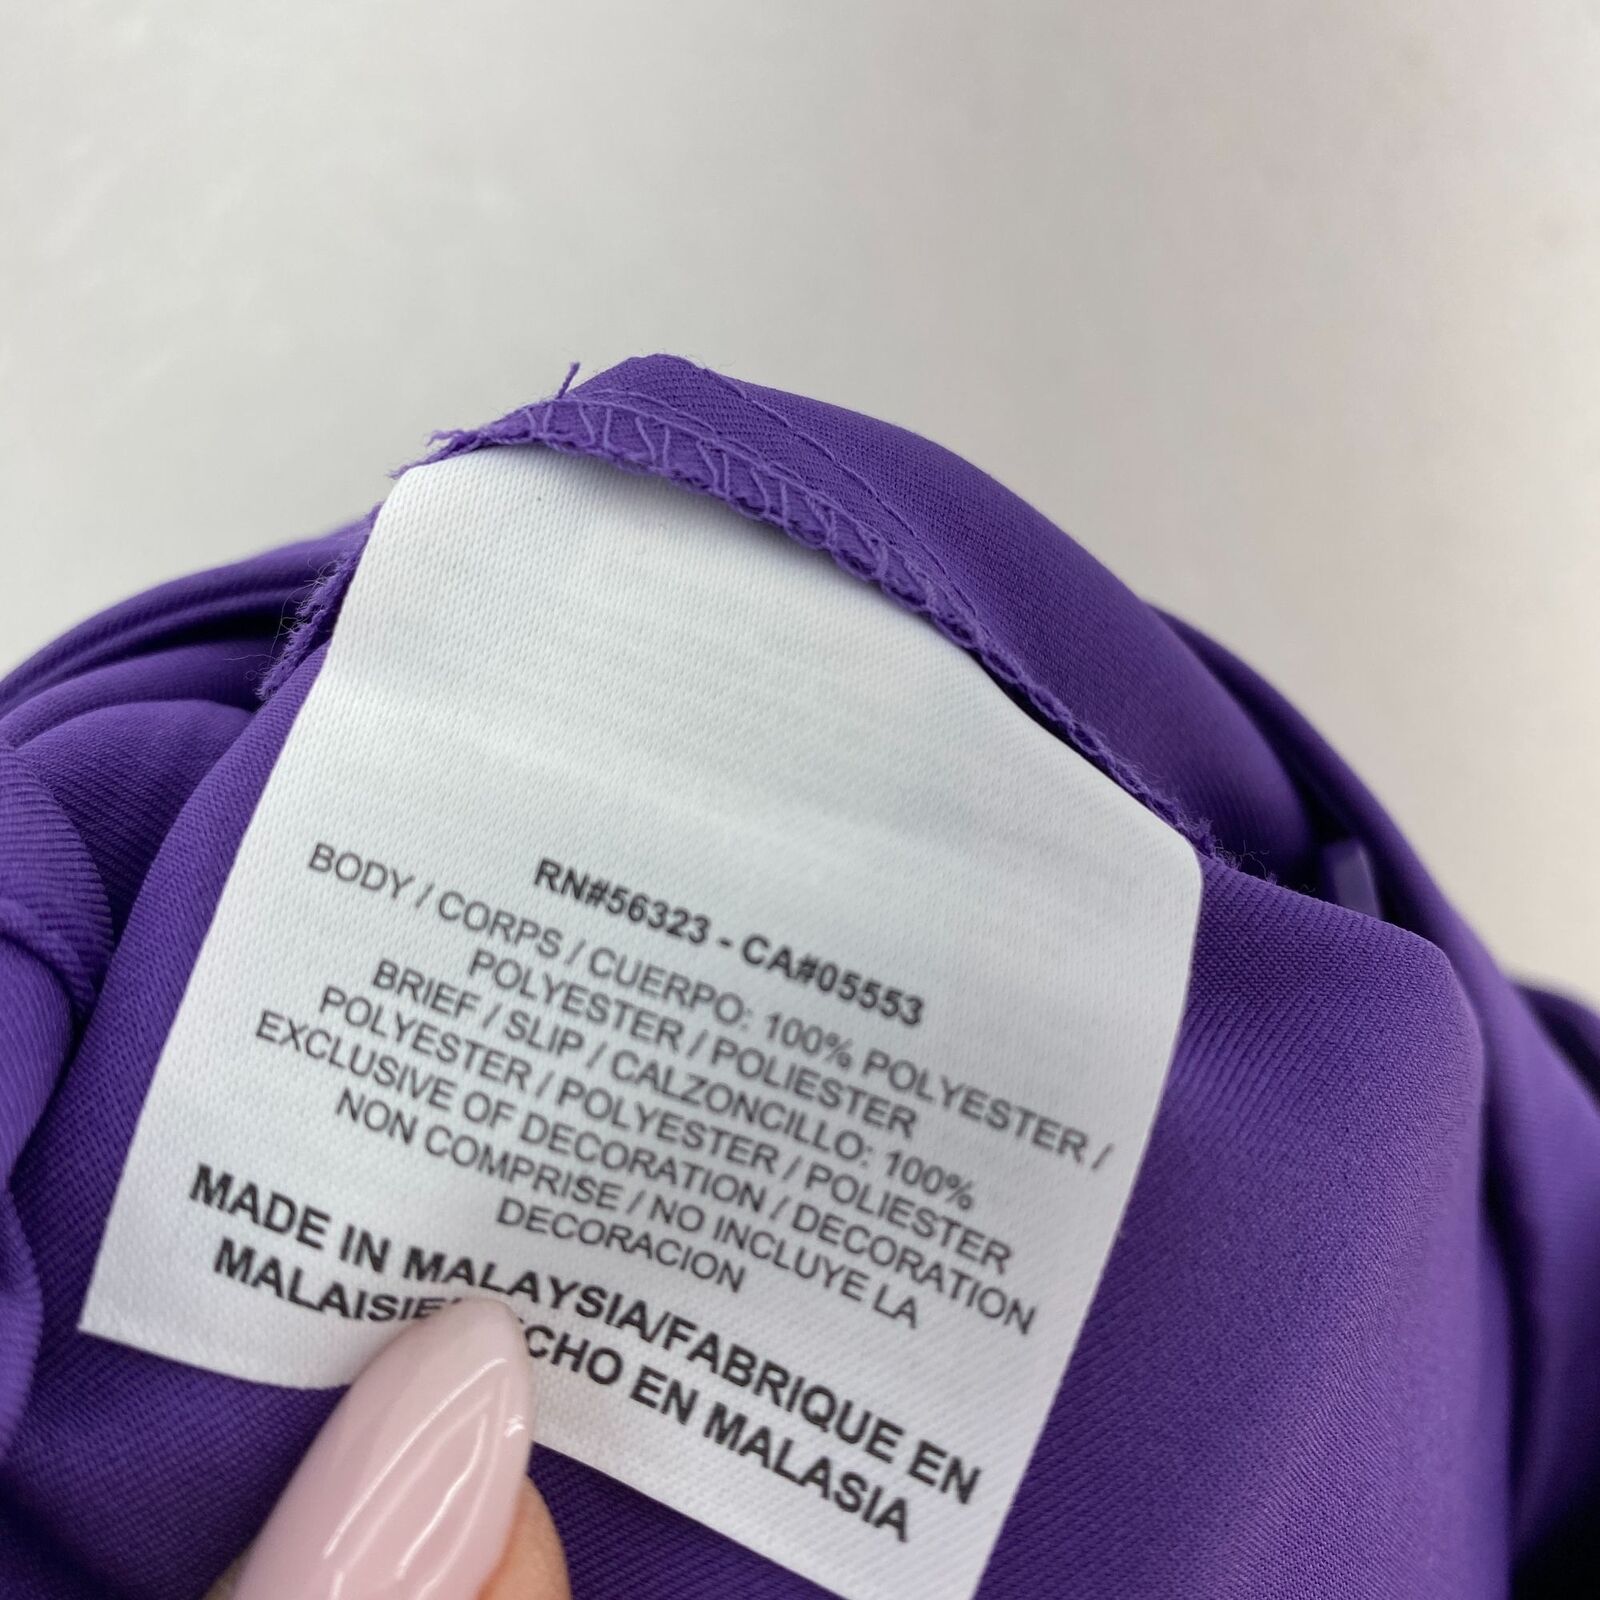 RN#56323 - CA#05553
BODY / CORPS / CUERPO: 100% POLYESTER /
POLYESTER / POLIESTER
BRIEF / SLIP / CALZONCILLO: 100%
POLYESTER / POLYESTER / POLIESTER
EXCLUSIVE OF DECORATION / DECORATION
NON COMPRISE / NO INCLUYE LA
DECORACION
MADE IN MALAYSIA/FABRIQUE EN
EN MALASIA